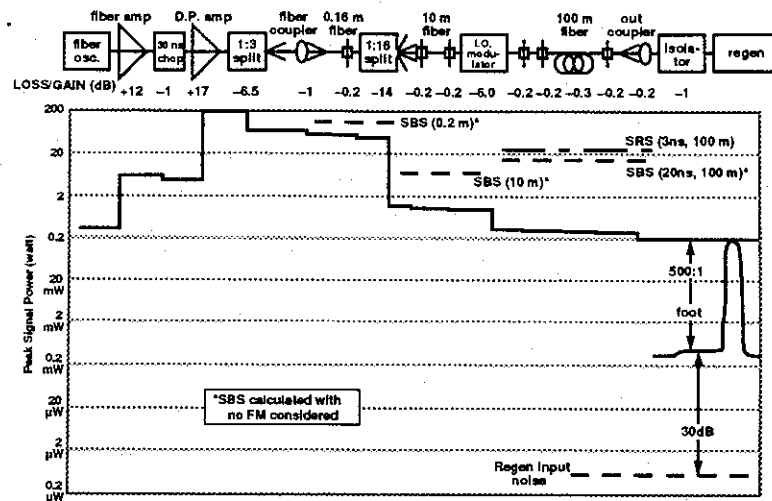 fiber amp
D.P. amp
fiber coupler
0.16 m fiber
10 m fiber
100 m fiber
out coupler
fiber osc.
30 ns chop
1:3 split
1:16 split
I.O. modu-lator
Isola-tor
regen
LOSS/GAIN (dB) +12 −1 +17 −6.5 −1 −0.2 −14 −0.2 −0.2 −6.0 −0.2 −0.2 −0.3 −0.2 −0.2 −1
Peak Signal Power (watt)
200
20
2
0.2
20 mW
2 mW
0.2 mW
20 µW
2 µW
0.2 µW
SBS (0.2 m)*
SRS (3ns, 100 m)
SBS (10 m)*
SBS (20ns, 100 m)*
500:1
foot
*SBS calculated with
no FM considered
30dB
Regen input
noise